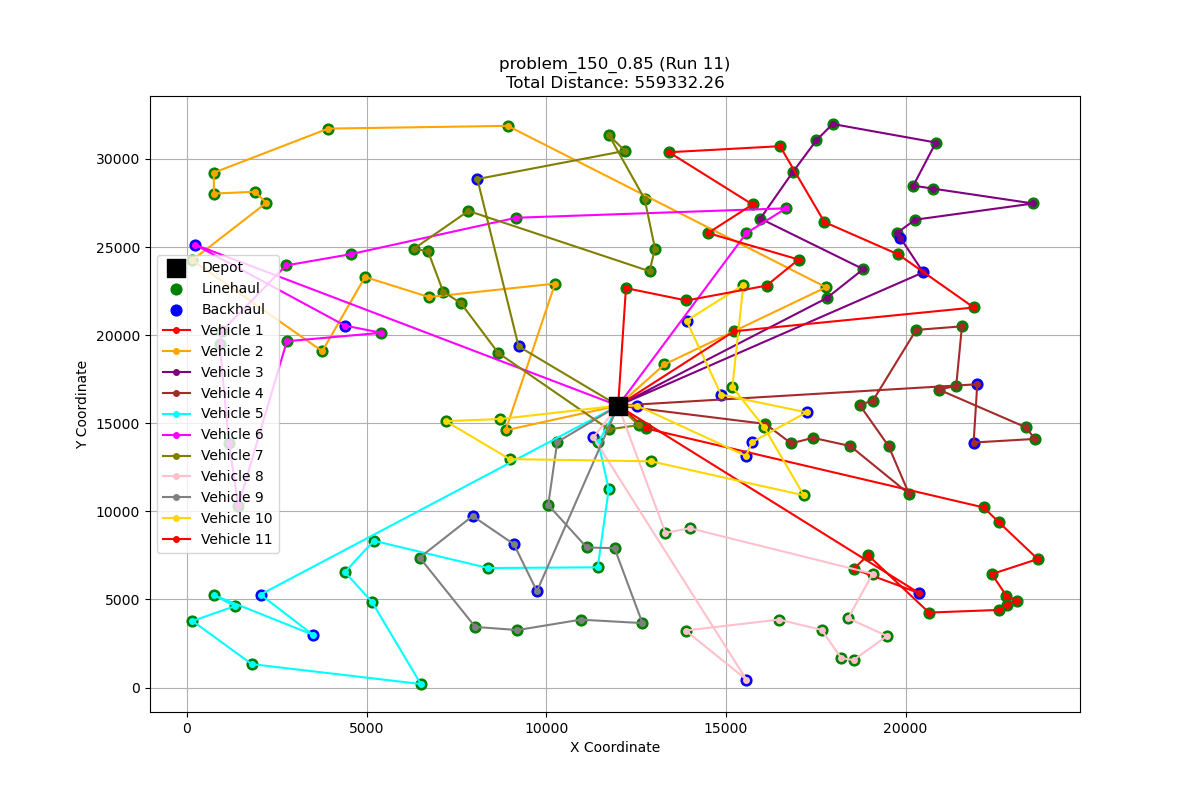 problem_150_0.85 (Run 11)
Total Distance: 559332.26
Y Coordinate
30000
25000
20000
15000
10000
5000
0
Depot
Linehaul
Backhaul
Vehicle 1
Vehicle 2
Vehicle 3
Vehicle 4
Vehicle 5
Vehicle 6
Vehicle 7
Vehicle 8
Vehicle 9
Vehicle 10
Vehicle 11
0 5000 10000 15000 20000
X Coordinate